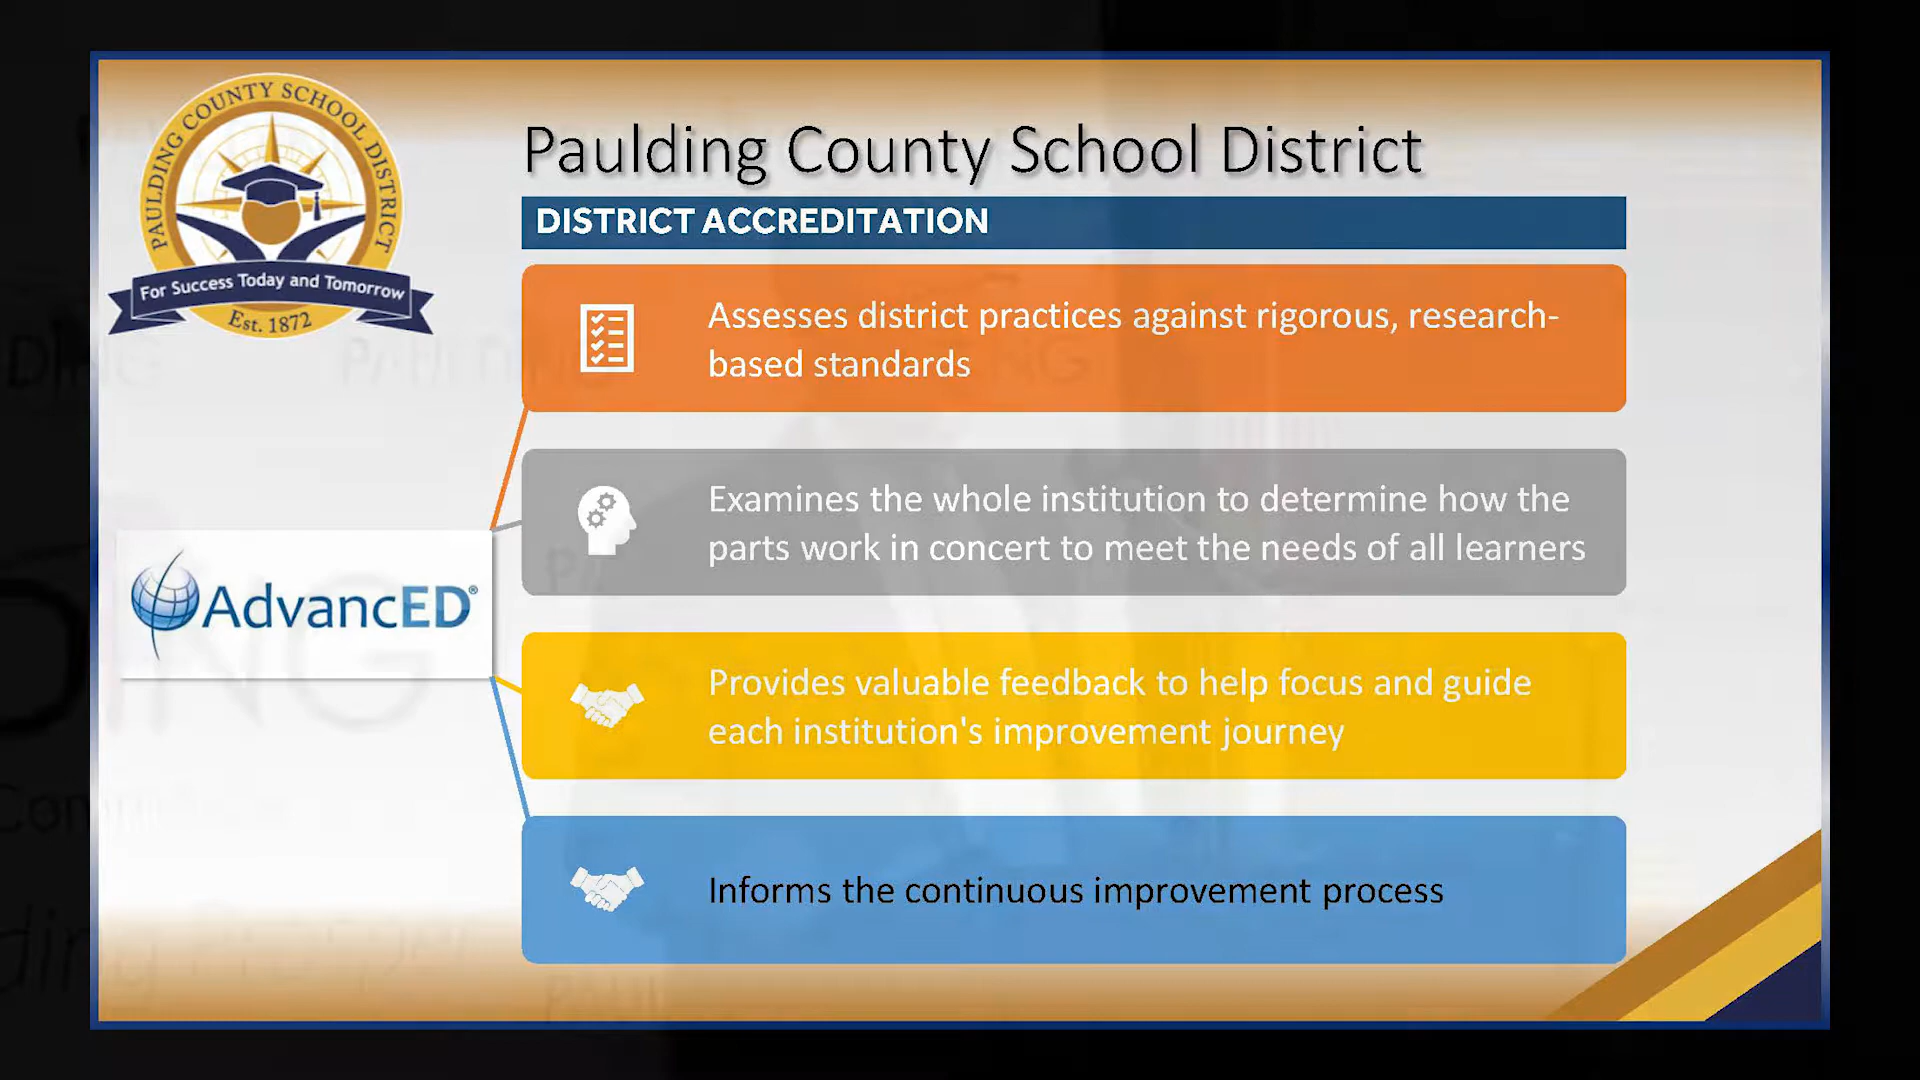 PAULDING COUNTY SCHOOL DISTRICT
For Success Today and Tomorrow
Est. 1872
Paulding County School District
DISTRICT ACCREDITATION
Assesses district practices against rigorous, research-
based standards
Examines the whole institution to determine how the
parts work in concert to meet the needs of all learners
AdvancED®
Provides valuable feedback to help focus and guide
each institution's improvement journey
Informs the continuous improvement process